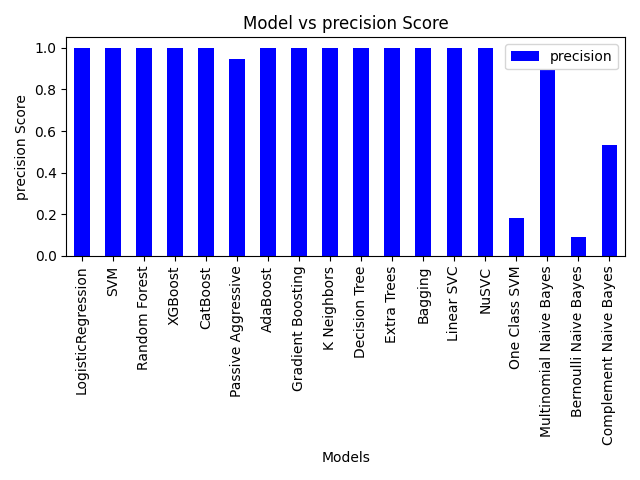 Model vs precision Score
precision
precision Score
1.0
0.8
0.6
0.4
0.2
0.0
LogisticRegression
SVM
Random Forest
XGBoost
CatBoost
Passive Aggressive
AdaBoost
Gradient Boosting
K Neighbors
Decision Tree
Extra Trees
Bagging
Linear SVC
NuSVC
One Class SVM
Multinomial Naive Bayes
Bernoulli Naive Bayes
Complement Naive Bayes
Models